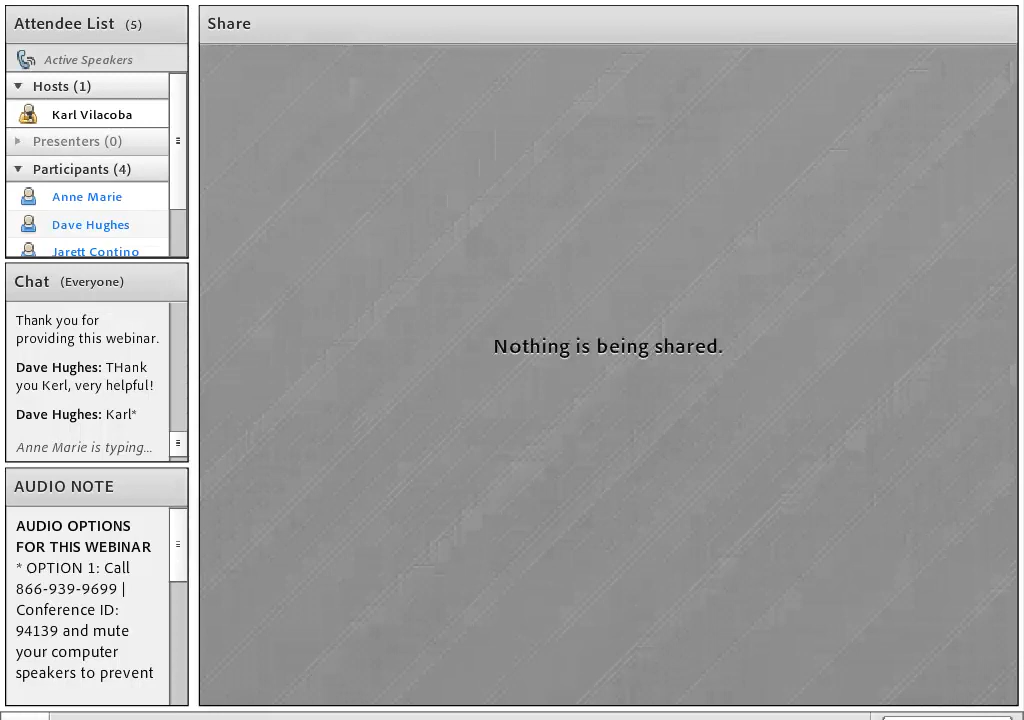 Attendee List (5)
Active Speakers
Hosts (1)
Karl Vilacoba
Presenters (0)
Participants (4)
Anne Marie
Dave Hughes
Jarett Contino
Chat (Everyone)
Thank you for
providing this webinar.
Dave Hughes: THank
you Kerl, very helpful!
Dave Hughes: Karl*
Anne Marie is typing...
AUDIO NOTE
AUDIO OPTIONS
FOR THIS WEBINAR
* OPTION 1: Call
866-939-9699 |
Conference ID:
94139 and mute
your computer
speakers to prevent
Share
Nothing is being shared.